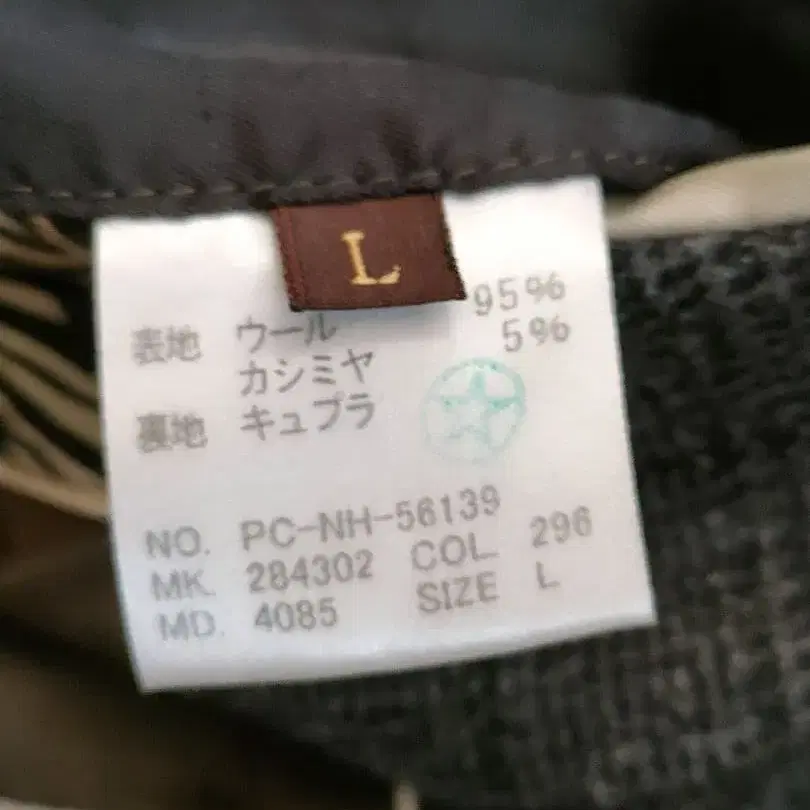 L
表地 ウール 95%
カシミヤ 5%
裏地 キュプラ
NO. PC-NH-56139
MK. 284302 COL. 296
MD. 4085 SIZE L